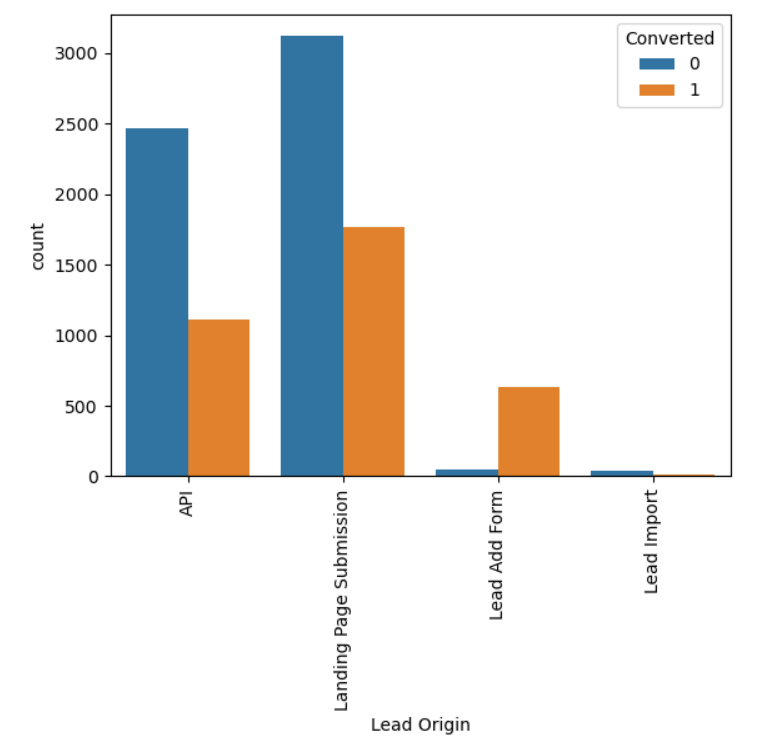 Converted
0
1
3000
2500
2000
1500
1000
500
0
count
API
Landing Page Submission
Lead Add Form
Lead Import
Lead Origin